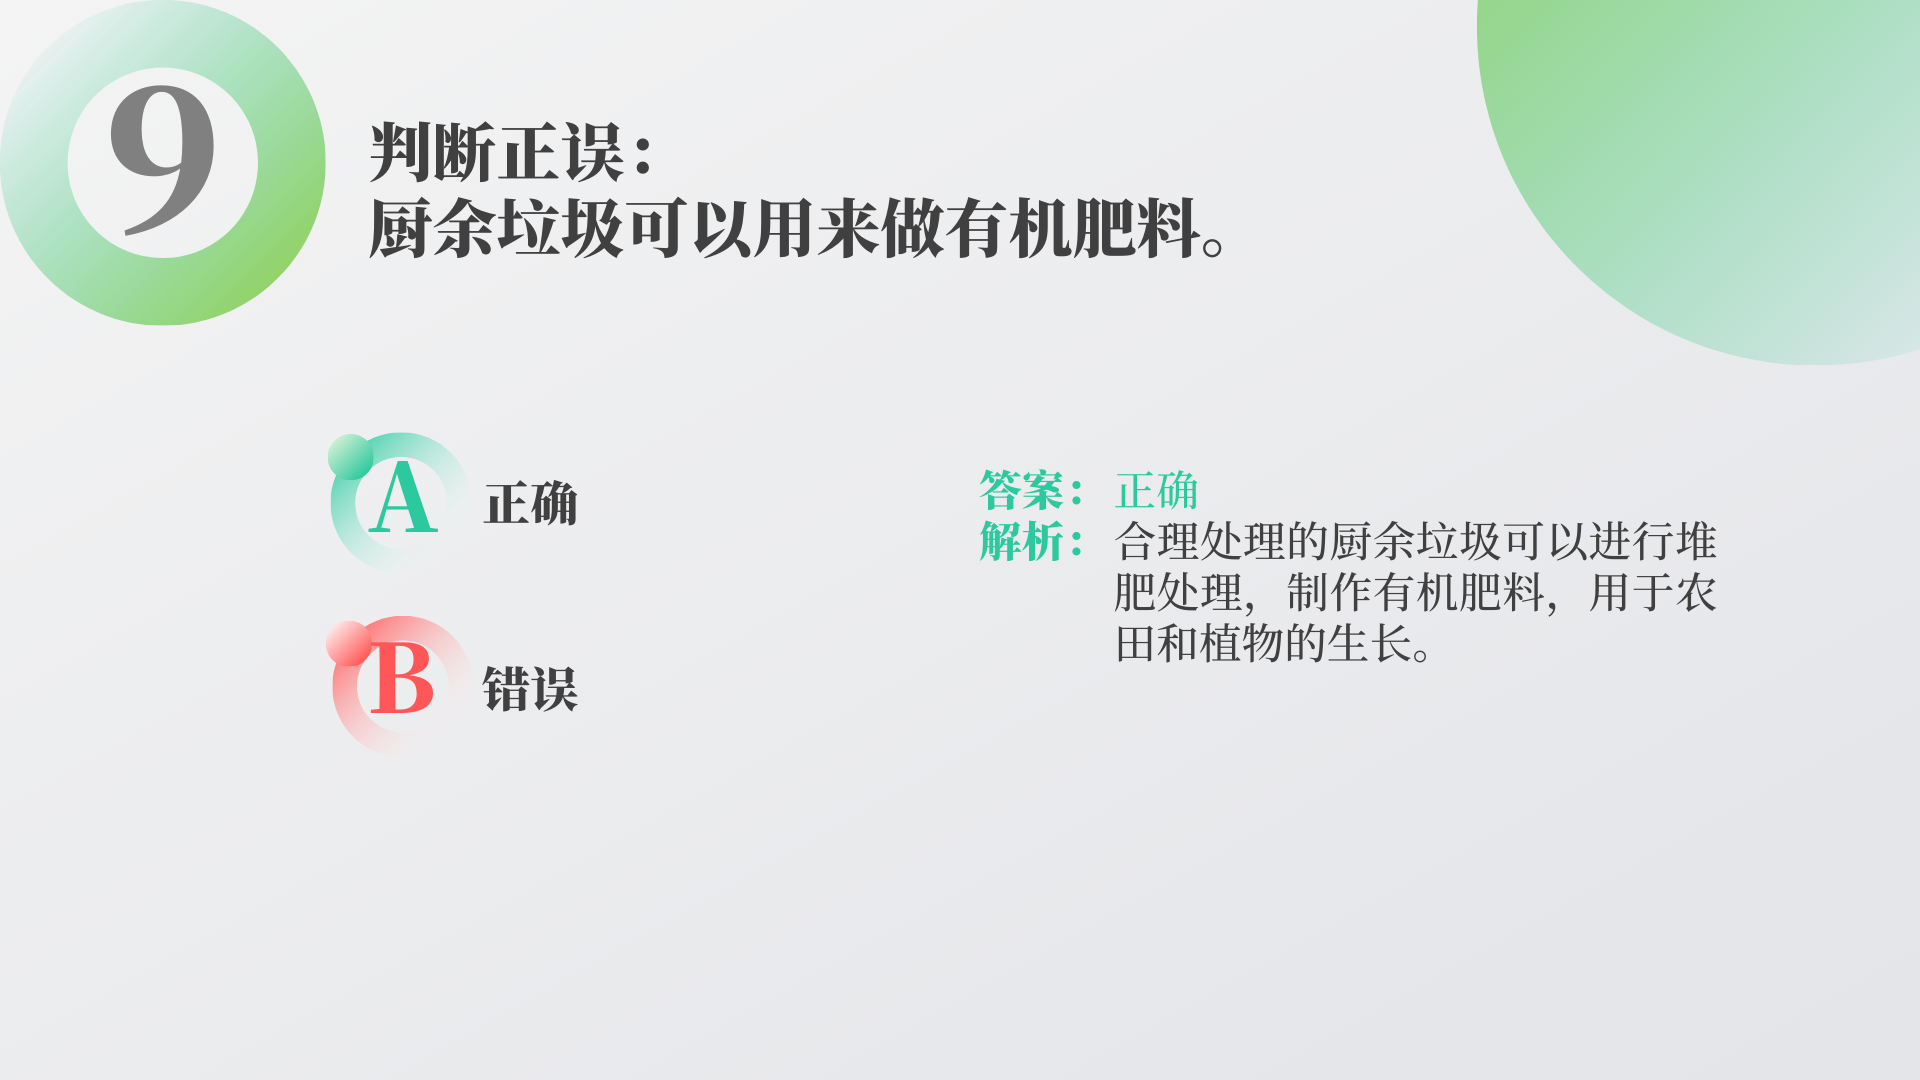 9
判断正误：
厨余垃圾可以用来做有机肥料。
A 正确
B 错误
答案：正确
解析：合理处理的厨余垃圾可以进行堆
肥处理，制作有机肥料，用于农
田和植物的生长。